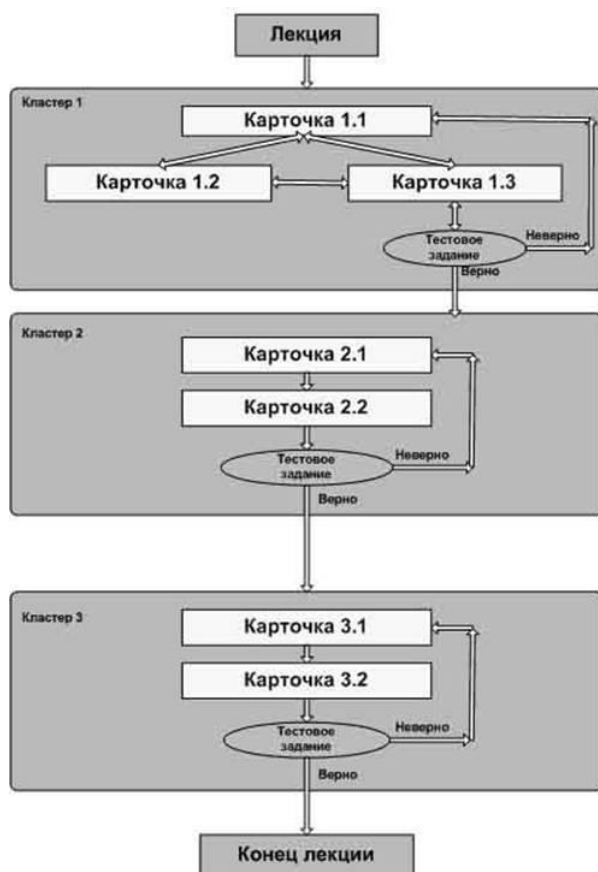 Лекция
Кластер 1
Карточка 1.1
Карточка 1.2
Карточка 1.3
Тестовое
задание
Неверно
Верно
Кластер 2
Карточка 2.1
Карточка 2.2
Тестовое
задание
Неверно
Верно
Кластер 3
Карточка 3.1
Карточка 3.2
Тестовое
задание
Неверно
Верно
Конец лекции